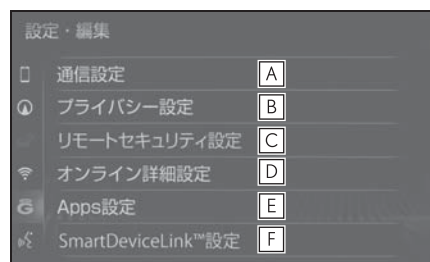 設定・編集
通信設定 A
プライバシー設定 B
リモートセキュリティ設定 C
オンライン詳細設定 D
Apps設定 E
SmartDeviceLink™設定 F